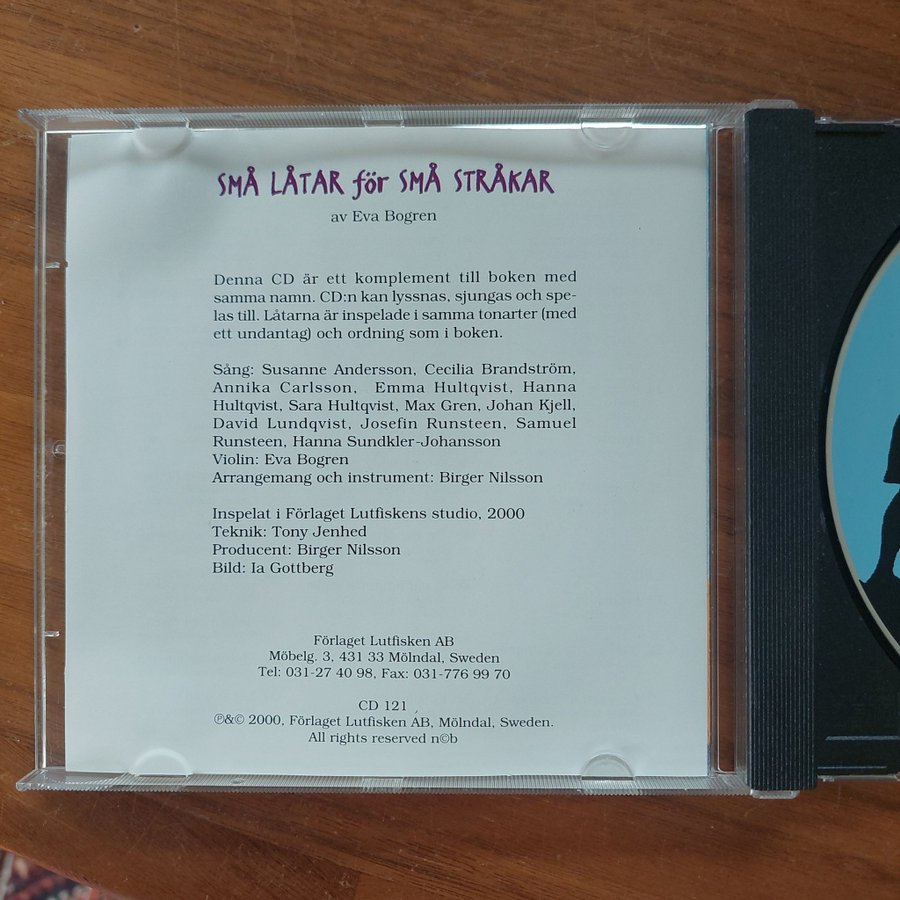 SMÅ LÅTAR för SMÅ STRÅKAR
av Eva Bogren
Denna CD är ett komplement till boken med
samma namn. CD:n kan lyssnas, sjungas och spe-
las till. Låtarna är inspelade i samma tonarter (med
ett undantag) och ordning som i boken.
Sång: Susanne Andersson, Cecilia Brandström,
Annika Carlsson, Emma Hultqvist, Hanna
Hultqvist, Sara Hultqvist, Max Gren, Johan Kjell,
David Lundqvist, Josefin Runsteen, Samuel
Runsteen, Hanna Sundkler-Johansson
Violin: Eva Bogren
Arrangemang och instrument: Birger Nilsson
Inspelat i Förlaget Lutfiskens studio, 2000
Teknik: Tony Jenhed
Producent: Birger Nilsson
Bild: Ia Gottberg
Förlaget Lutfisken AB
Möbelg. 3, 431 33 Mölndal, Sweden
Tel: 031-27 40 98, Fax: 031-776 99 70
CD 121
℗&© 2000, Förlaget Lutfisken AB, Mölndal, Sweden.
All rights reserved n©b